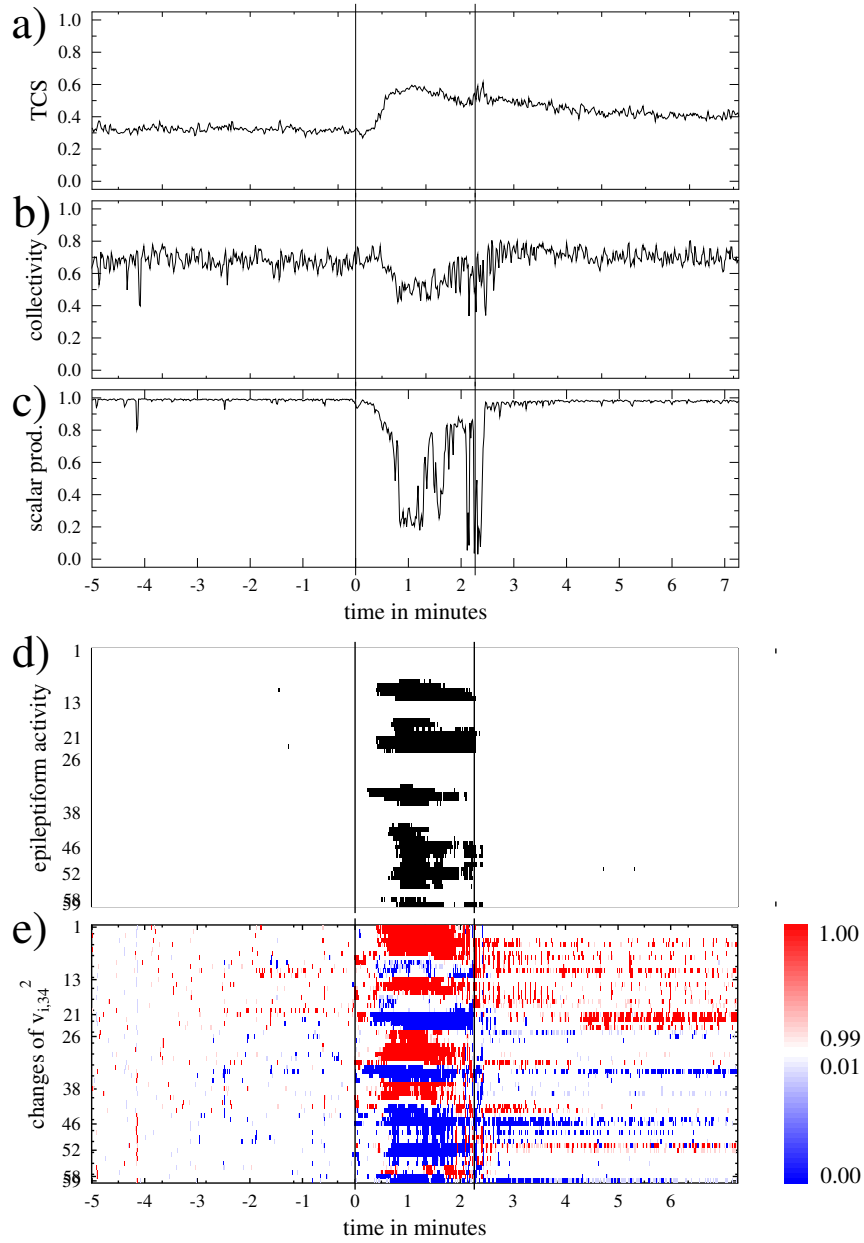 a)
1.0
0.8
0.6
0.4
0.2
0.0
TCS
b)
1.0
0.8
0.6
0.4
0.2
0.0
collectivity
c)
1.0
0.8
0.6
0.4
0.2
0.0
scalar prod.
-5 -4 -3 -2 -1 0 1 2 3 4 5 6 7
time in minutes
d)
1
13
21
26
38
46
52
58
59
epileptiform activity
e)
1
13
21
26
38
46
52
58
59
changes of v i,34 2
-5 -4 -3 -2 -1 0 1 2 3 4 5 6
time in minutes
1.00
0.99
0.01
0.00